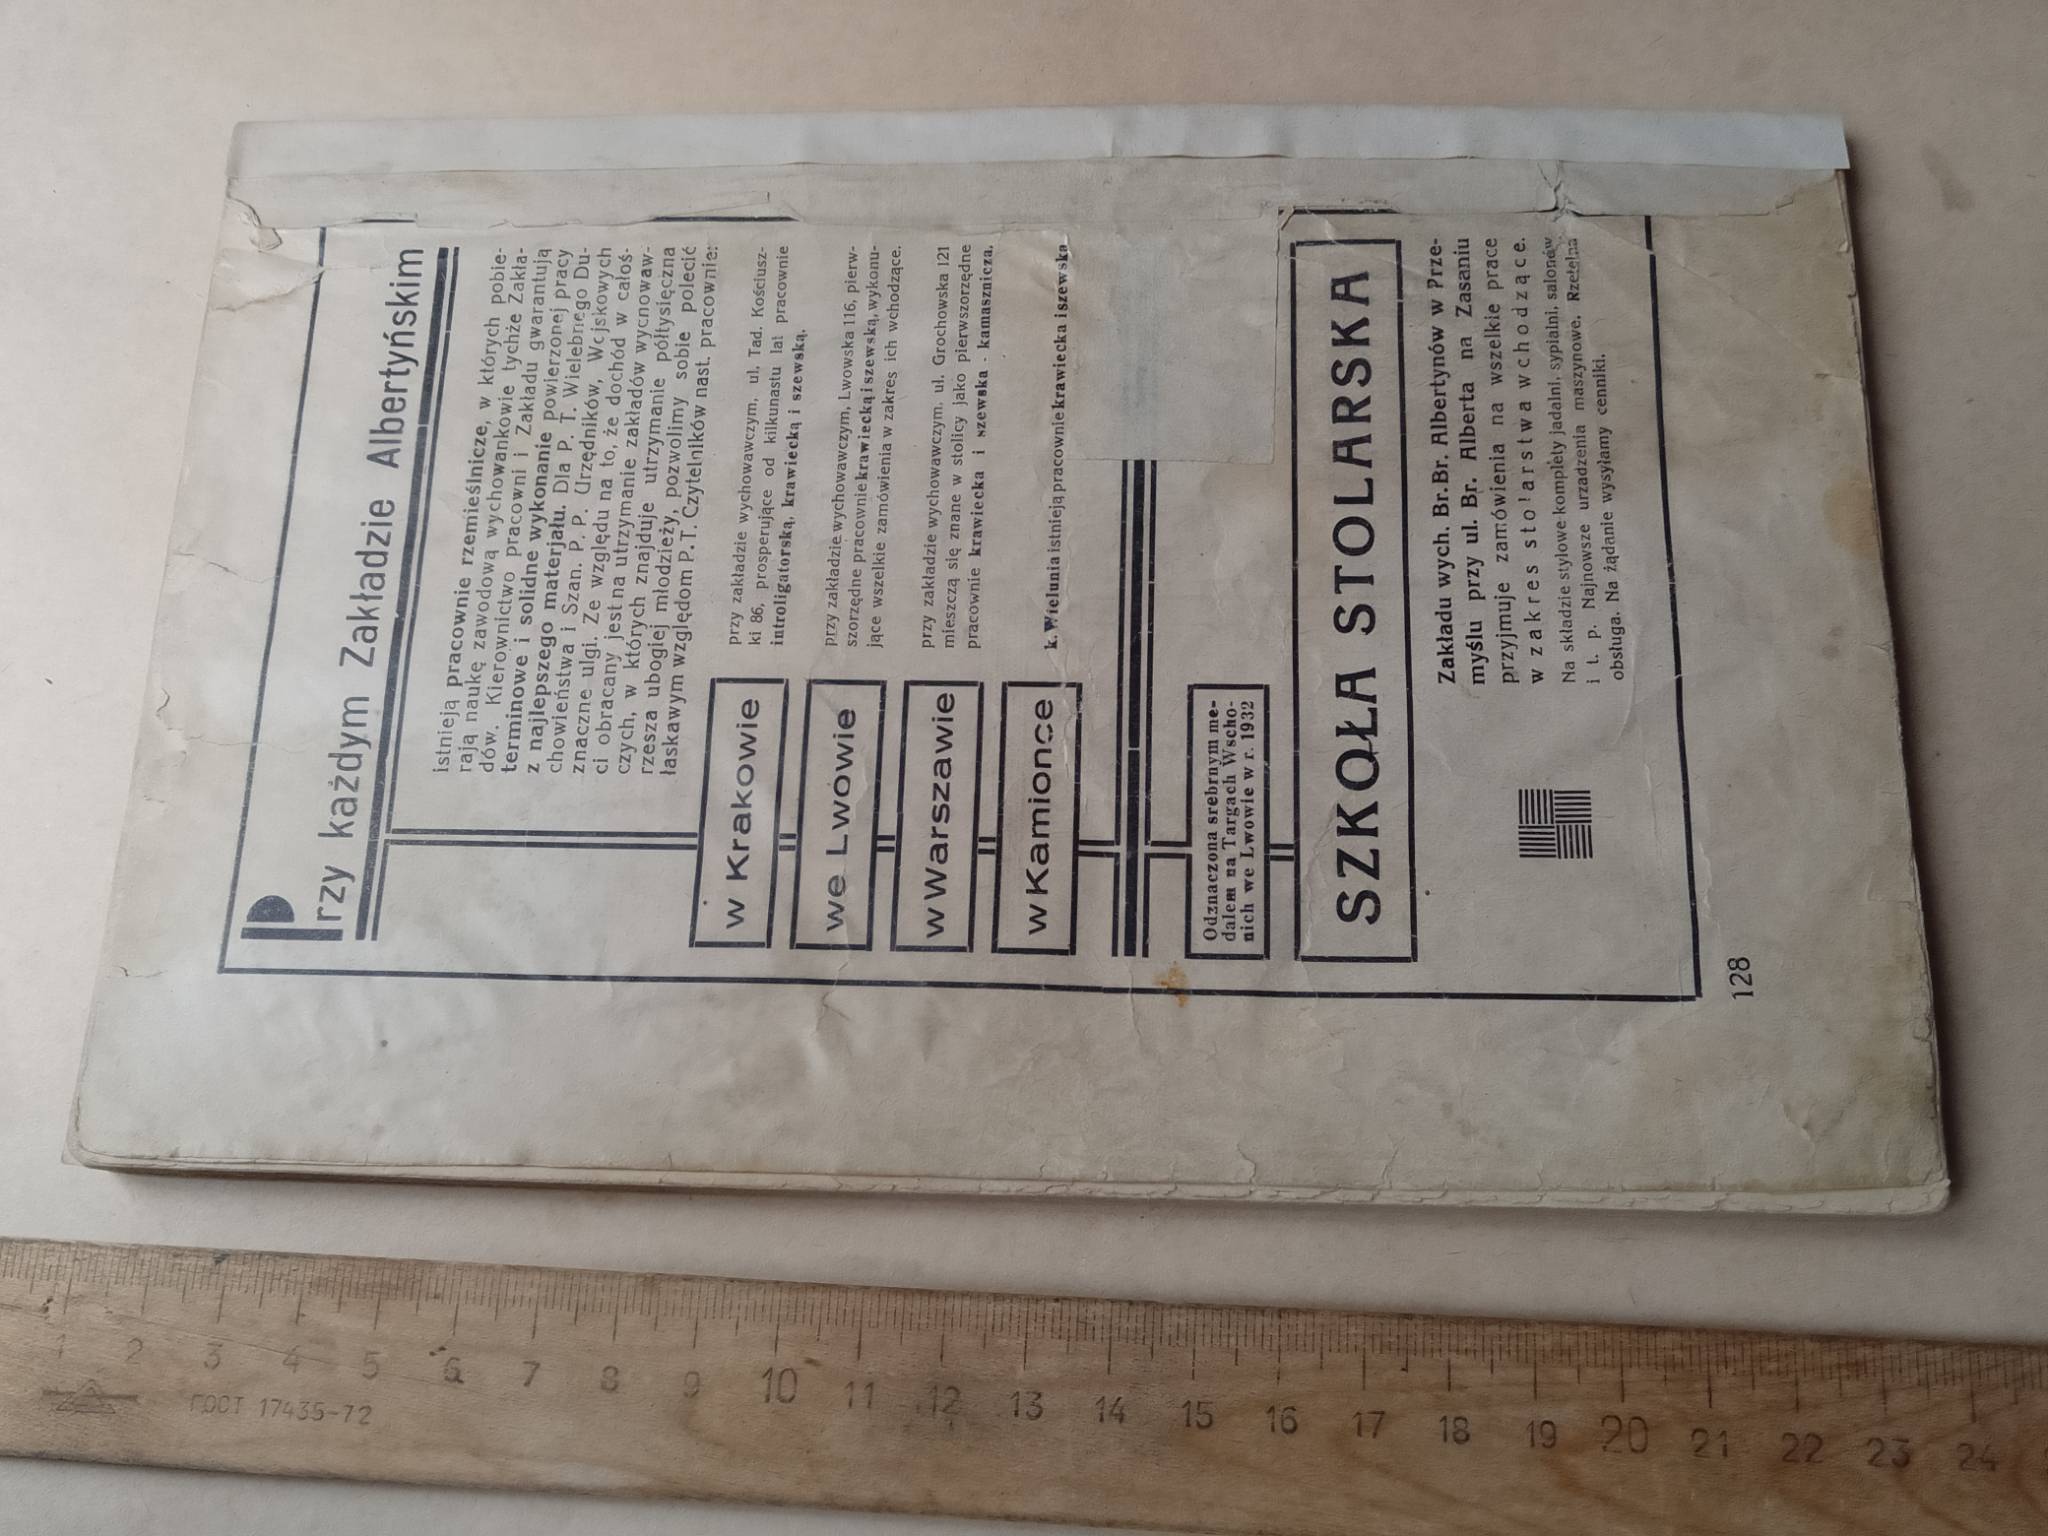 Przy każdym Zakładzie Albertyńskim
istnieją pracownie rzemieślnicze, w których pobie-
rają naukę zawodową wychowankowie tychże Zakła-
dów. Kierownictwo pracowni i Zakładu gwarantują
terminowe i solidne wykonanie powierzonej pracy
z najlepszego materjału. Dla P. T. Wielebnego Du-
chowieństwa i Szan. P. P. Urzędników, Wojskowych
znaczne ulgi. Ze względu na to, że dochód w całoś-
ci obracany jest na utrzymanie zakładów wychowaw-
czych, w których znajduje utrzymanie półtysięczna
rzesza ubogiej młodzieży, pozwolimy sobie polecić
łaskawym względom P. T. Czytelników nast. pracownie:
w Krakowie
przy zakładzie wychowawczym, ul. Tad. Kościusz-
ki 86, prosperujące od kilkunastu lat pracownie
introligatorską, krawiecką i szewską.
we Lwowie
przy zakładzie wychowawczym, Lwowska 116, pierw-
szorzędne pracownie krawiecką i szewską, wykonu-
jące wszelkie zamówienia w zakres ich wchodzące.
w Warszawie
przy zakładzie wychowawczym. ul. Grochowska 121
mieszczą się znane w stolicy jako pierwszorzędne
pracownie krawiecka i szewska - kamasznicza.
w Kamionce
k. Wielunia istnieją pracownie krawiecka i szewska
Odznaczona srebrnym me-
dalem na Targach Wscho-
nich we Lwowie w r. 1932
SZKOŁA STOLARSKA
Zakładu wych. Br. Br. Albertynów w Prze-
myślu przy ul. Br. Alberta na Zasaniu
przyjmuje zamówienia na wszelkie prace
w zakres stolarstwa wchodzące.
Na składzie stylowe komplety jadalni, sypialni, salonów
i t. p. Najnowsze urządzenia maszynowe. Rzetelna
obsługa. Na żądanie wysyłamy cenniki.
128
1 2 3 4 5 6 7 8 9 10 11 12 13 14 15 16 17 18 19 20 21 22 23 24
ГОСТ 17435-72